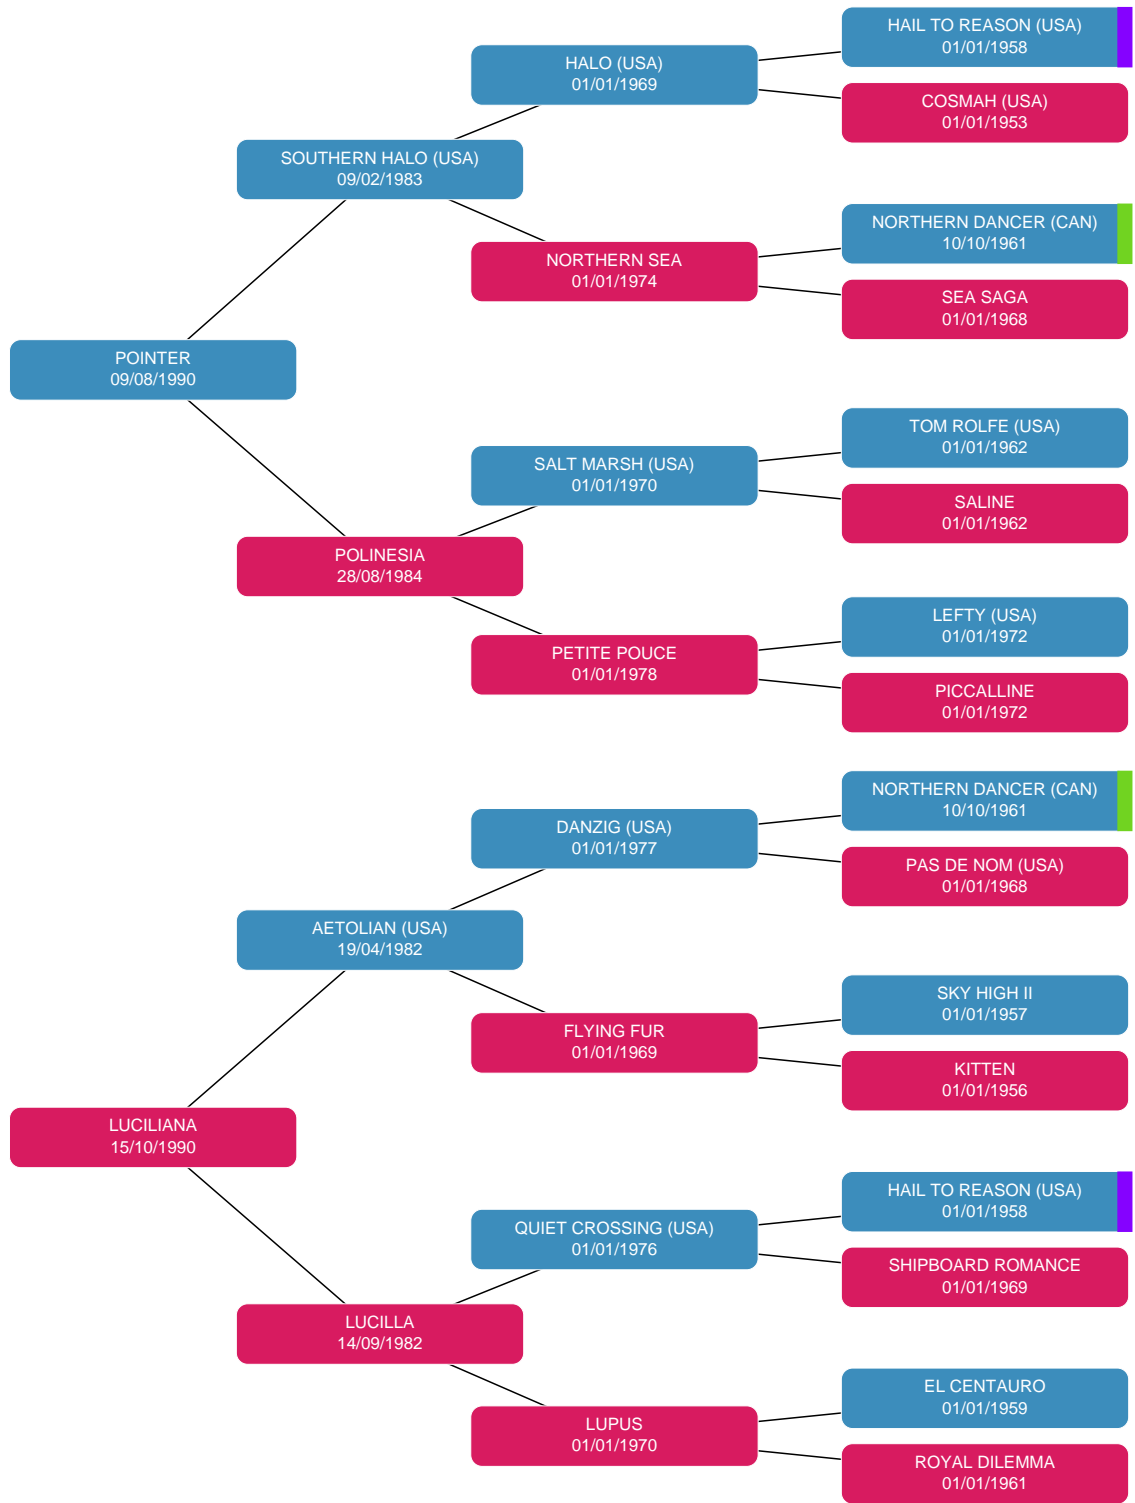 HAIL TO REASON (USA)
01/01/1958
HALO (USA)
01/01/1969
COSMAH (USA)
01/01/1953
SOUTHERN HALO (USA)
09/02/1983
NORTHERN DANCER (CAN)
10/10/1961
NORTHERN SEA
01/01/1974
SEA SAGA
01/01/1968
POINTER
09/08/1990
TOM ROLFE (USA)
01/01/1962
SALT MARSH (USA)
01/01/1970
SALINE
01/01/1962
POLINESIA
28/08/1984
LEFTY (USA)
01/01/1972
PETITE POUCE
01/01/1978
PICCALLINE
01/01/1972
NORTHERN DANCER (CAN)
10/10/1961
DANZIG (USA)
01/01/1977
PAS DE NOM (USA)
01/01/1968
AETOLIAN (USA)
19/04/1982
SKY HIGH II
01/01/1957
FLYING FUR
01/01/1969
KITTEN
01/01/1956
LUCILIANA
15/10/1990
HAIL TO REASON (USA)
01/01/1958
QUIET CROSSING (USA)
01/01/1976
SHIPBOARD ROMANCE
01/01/1969
LUCILLA
14/09/1982
EL CENTAURO
01/01/1959
LUPUS
01/01/1970
ROYAL DILEMMA
01/01/1961